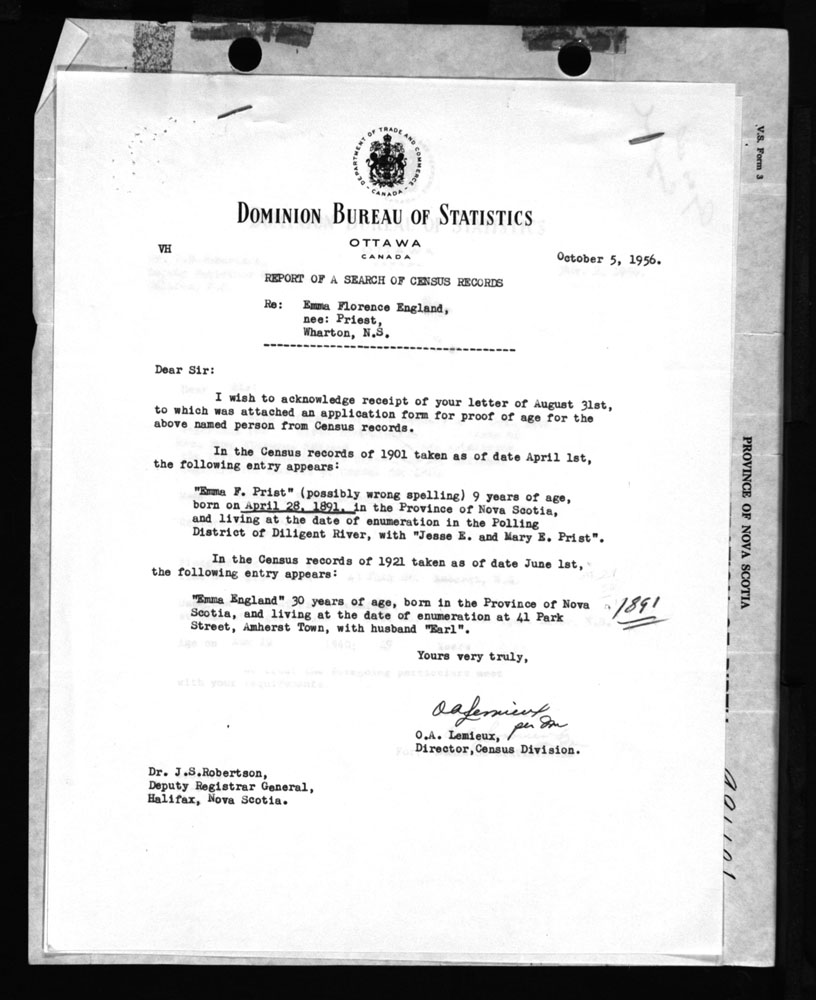 V.S. Form 3
DEPARTMENT OF TRADE AND COMMERCE
CANADA
DOMINION BUREAU OF STATISTICS
OTTAWA
CANADA
VH
October 5, 1956.
REPORT OF A SEARCH OF CENSUS RECORDS
Re: Emma Florence England,
nee: Priest,
Wharton, N.S.
Dear Sir:
I wish to acknowledge receipt of your letter of August 31st,
to which was attached an application form for proof of age for the
above named person from Census records.
In the Census records of 1901 taken as of date April 1st,
the following entry appears:
"Emma F. Prist" (possibly wrong spelling) 9 years of age,
born on April 28, 1891, in the Province of Nova Scotia,
and living at the date of enumeration in the Polling
District of Diligent River, with "Jesse E. and Mary E. Prist".
In the Census records of 1921 taken as of date June 1st,
the following entry appears:
"Emma England" 30 years of age, born in the Province of Nova
Scotia, and living at the date of enumeration at 41 Park
Street, Amherst Town, with husband "Earl".
1891
Yours very truly,
O A Lemieux
per
O.A. Lemieux,
Director, Census Division.
Dr. J.S.Robertson,
Deputy Registrar General,
Halifax, Nova Scotia.
PROVINCE OF NOVA SCOTIA